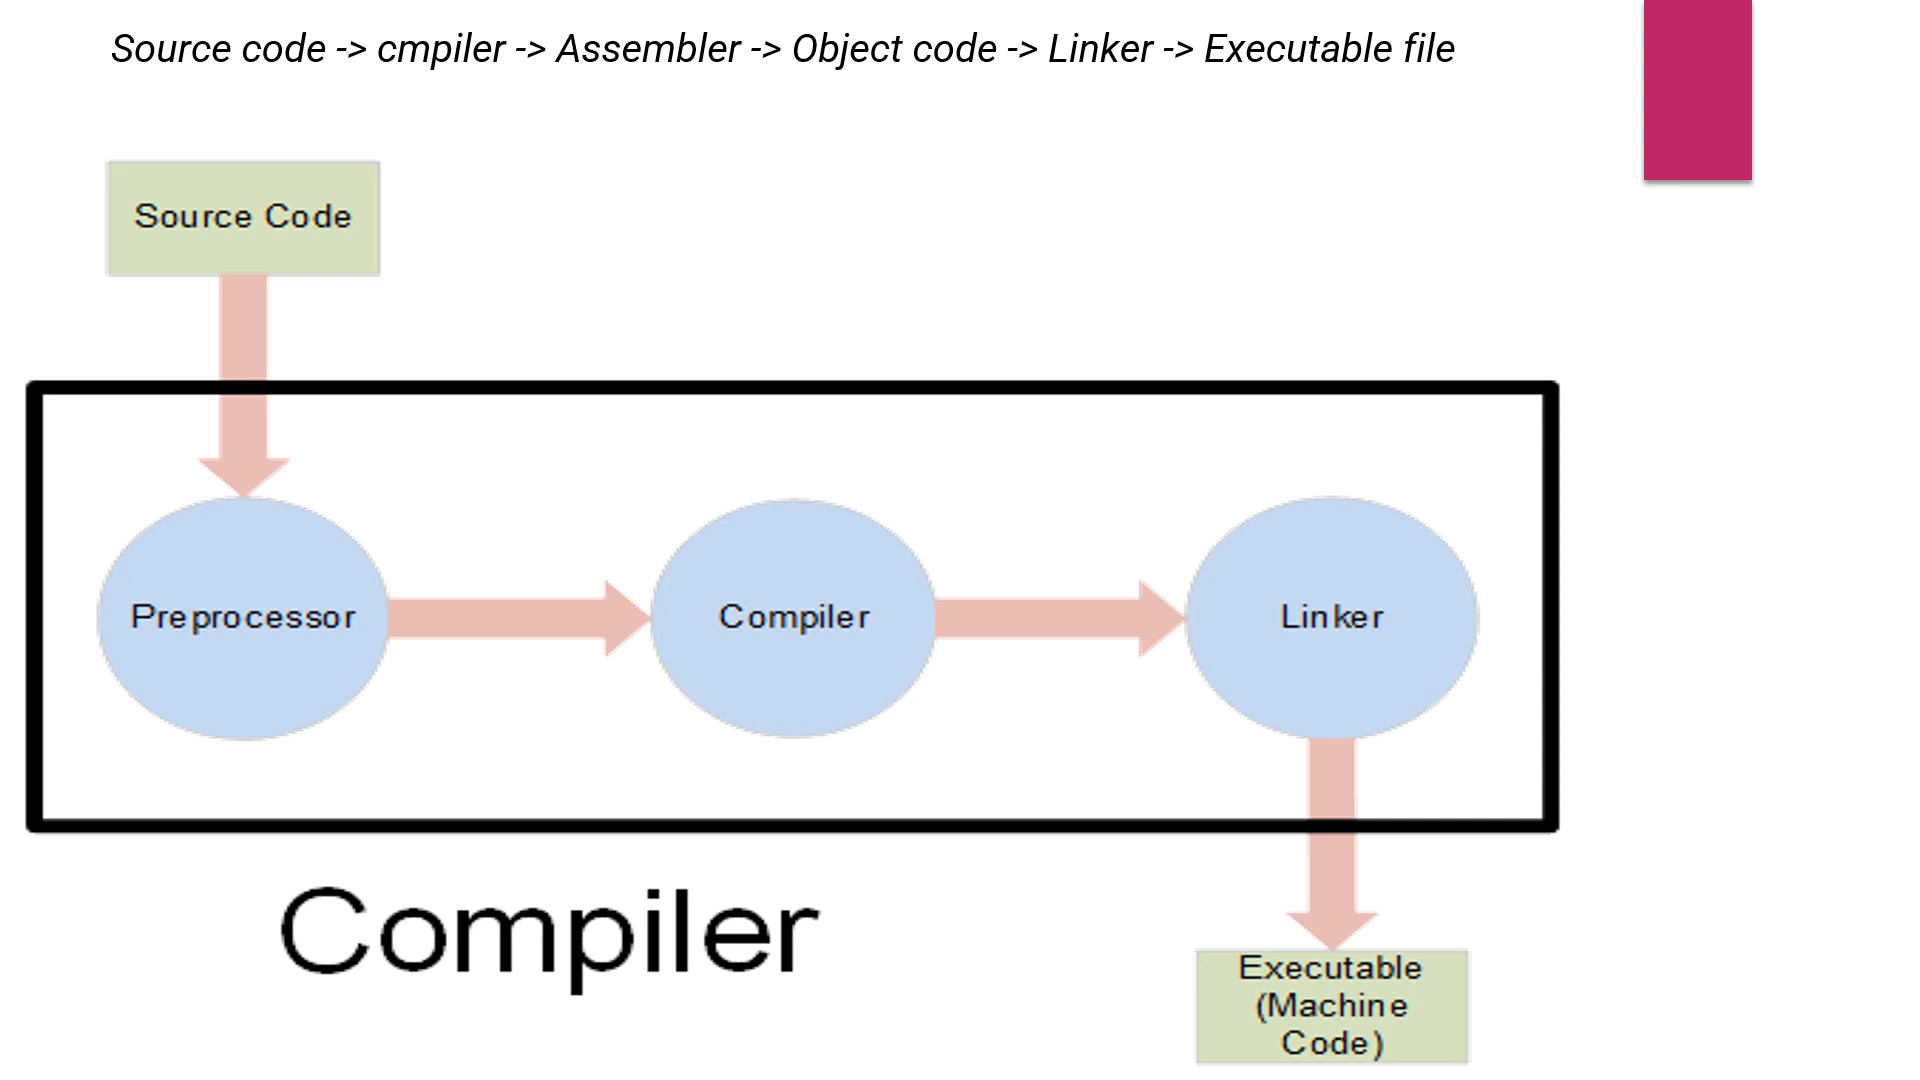 Source code -> cmpiler -> Assembler -> Object code -> Linker -> Executable file
Source Code
Preprocessor
Compiler
Linker
Compiler
Executable
(Machine
Code)